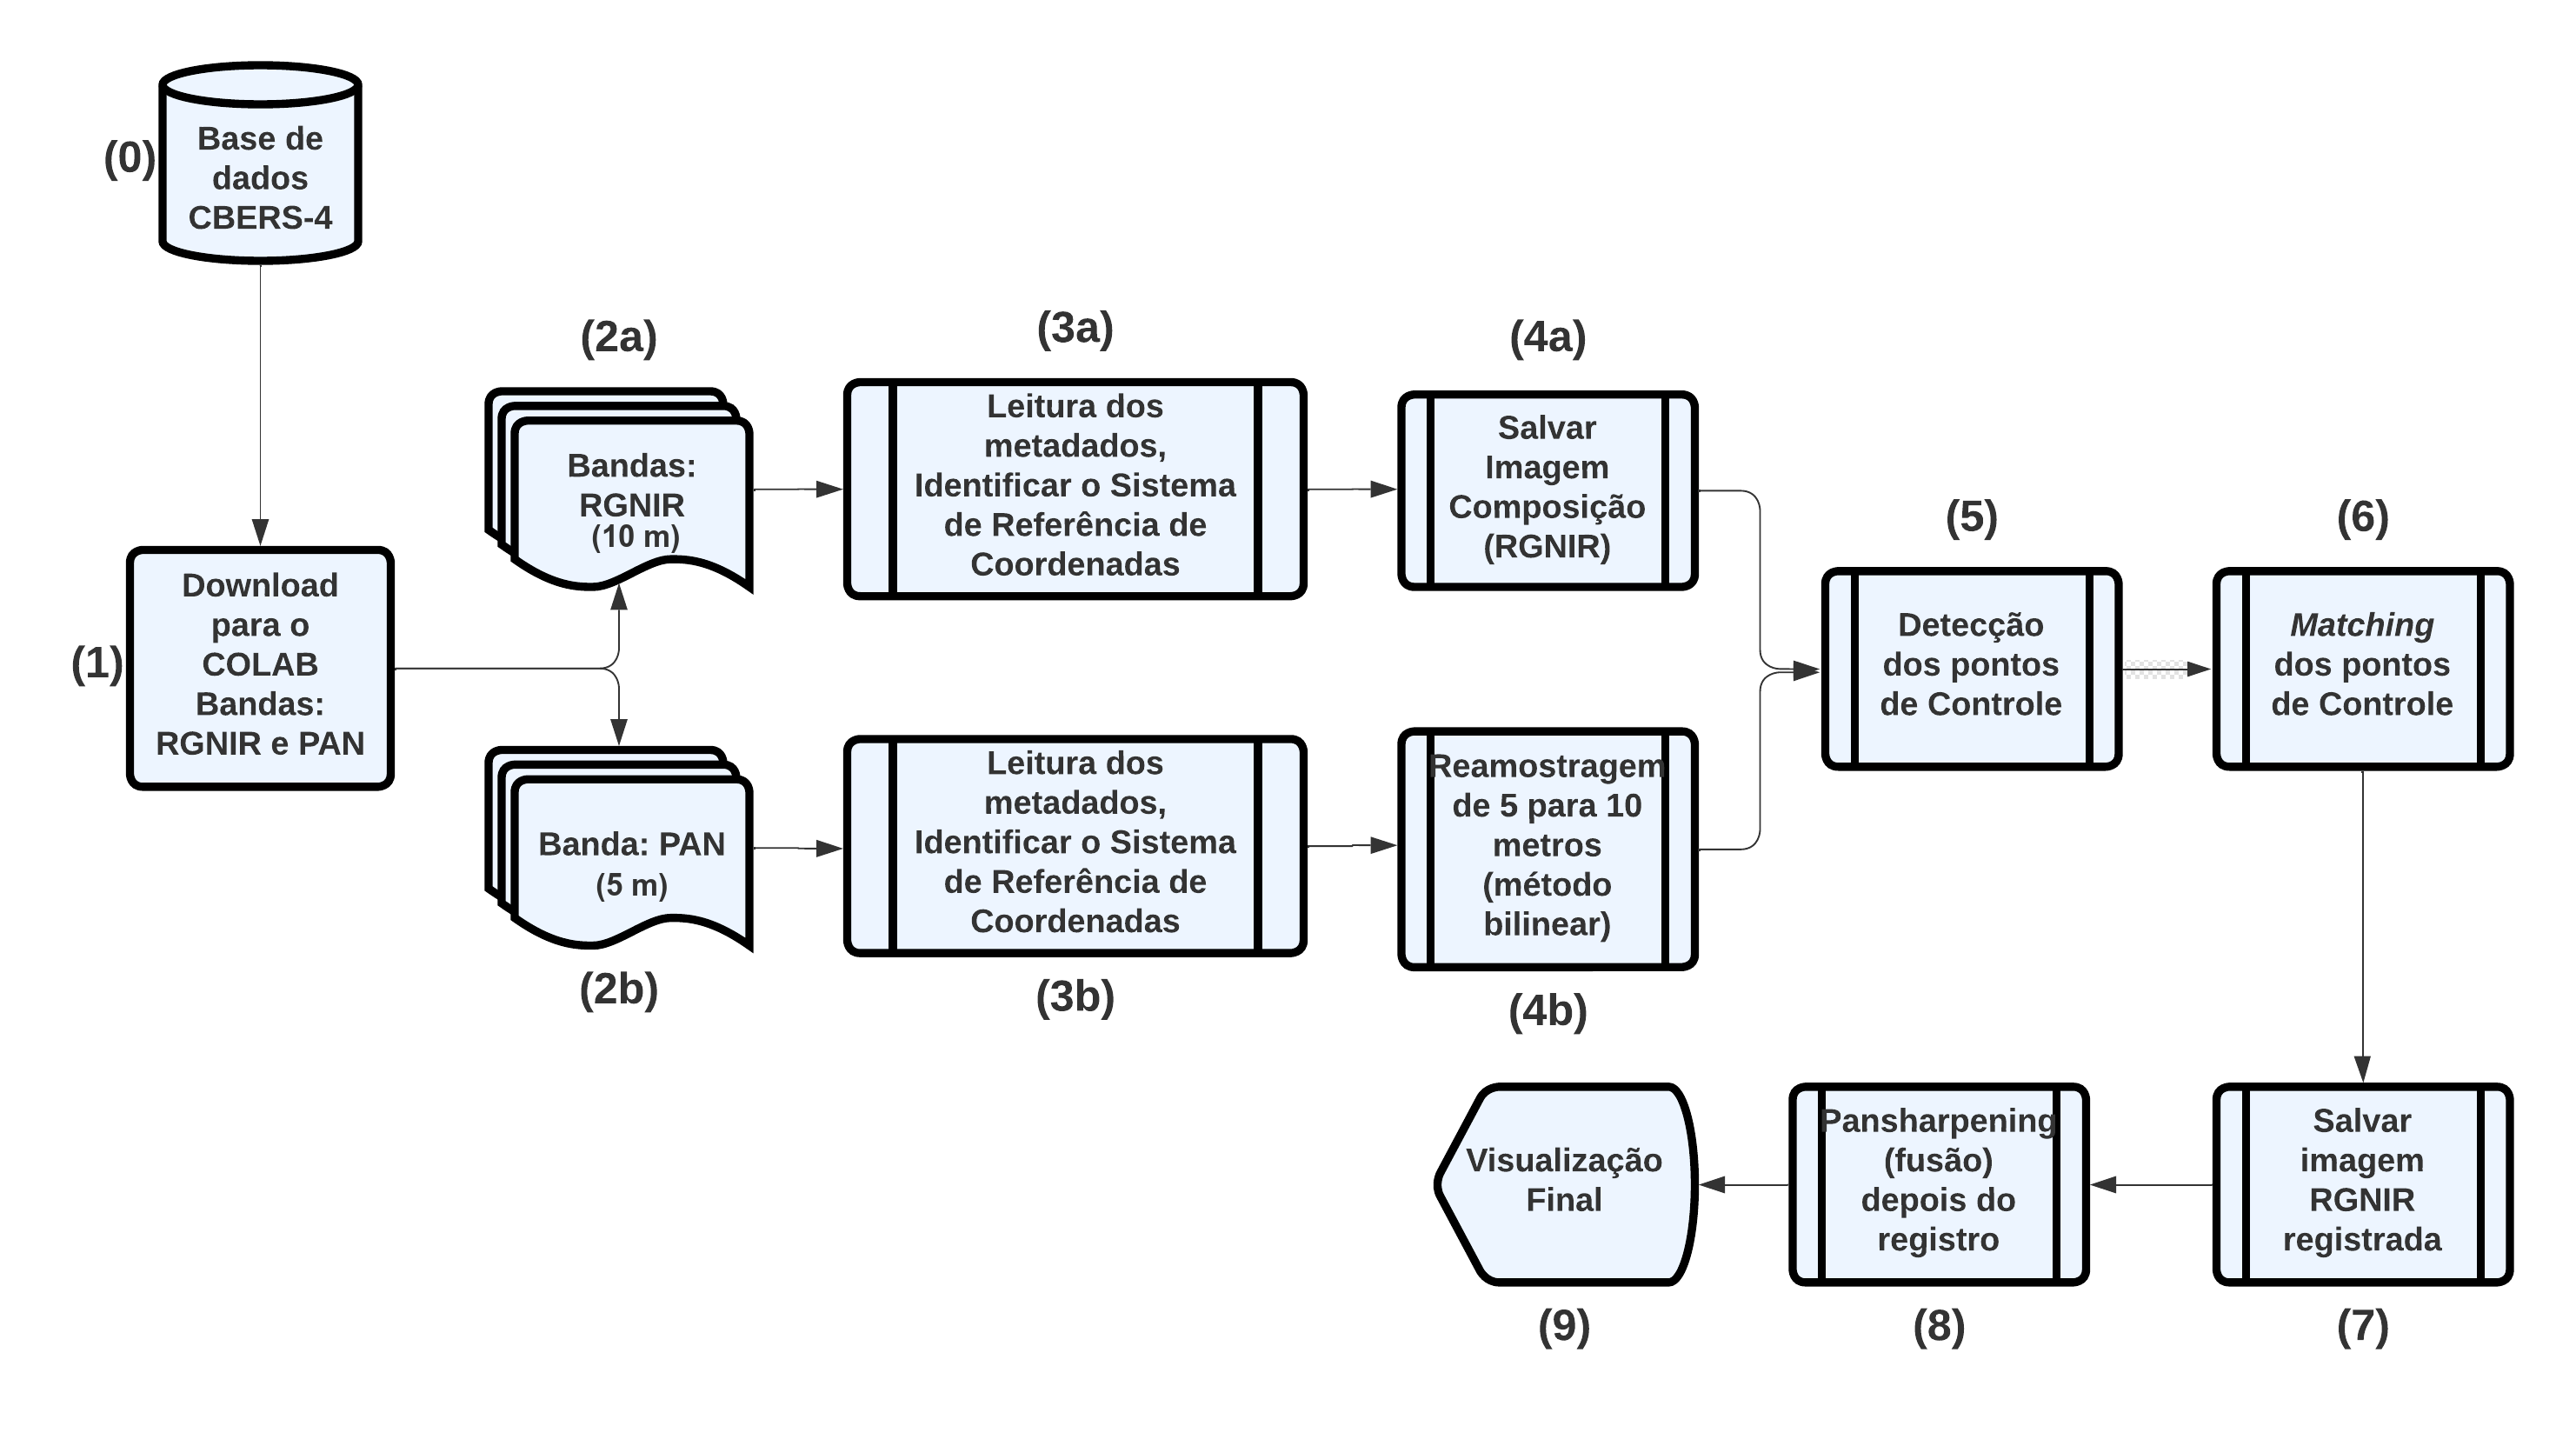 (0)
Base de
dados
CBERS-4
(1)
Download
para o
COLAB
Bandas:
RGNIR e PAN
(2a)
Bandas:
RGNIR
(10 m)
(3a)
Leitura dos
metadados,
Identificar o Sistema
de Referência de
Coordenadas
(4a)
Salvar
Imagem
Composição
(RGNIR)
Banda: PAN
(5 m)
(2b)
Leitura dos
metadados,
Identificar o Sistema
de Referência de
Coordenadas
(3b)
Reamostragem
de 5 para 10
metros
(método
bilinear)
(4b)
(5)
Detecção
dos pontos
de Controle
(6)
Matching
dos pontos
de Controle
Salvar
imagem
RGNIR
registrada
(7)
Pansharpening
(fusão)
depois do
registro
(8)
Visualização
Final
(9)